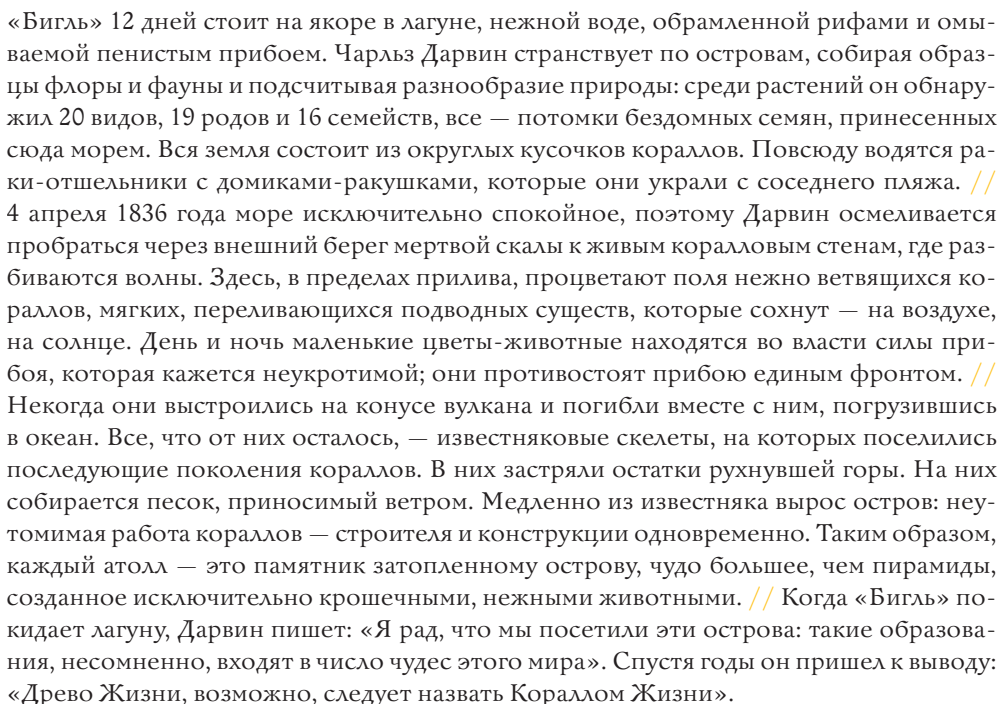 «Бигль» 12 дней стоит на якоре в лагуне, нежной воде, обрамленной рифами и омы-
ваемой пенистым прибоем. Чарльз Дарвин странствует по островам, собирая образ-
цы флоры и фауны и подсчитывая разнообразие природы: среди растений он обнару-
жил 20 видов, 19 родов и 16 семейств, все — потомки бездомных семян, принесенных
сюда морем. Вся земля состоит из округлых кусочков кораллов. Повсюду водятся ра-
ки-отшельники с домиками-ракушками, которые они украли с соседнего пляжа. //
4 апреля 1836 года море исключительно спокойное, поэтому Дарвин осмеливается
пробраться через внешний берег мертвой скалы к живым коралловым стенам, где раз-
биваются волны. Здесь, в пределах прилива, процветают поля нежно ветвящихся ко-
раллов, мягких, переливающихся подводных существ, которые сохнут — на воздухе,
на солнце. День и ночь маленькие цветы-животные находятся во власти силы при-
боя, которая кажется неукротимой; они противостоят прибою единым фронтом. //
Некогда они выстроились на конусе вулкана и погибли вместе с ним, погрузившись
в океан. Все, что от них осталось, — известняковые скелеты, на которых поселились
последующие поколения кораллов. В них застряли остатки рухнувшей горы. На них
собирается песок, приносимый ветром. Медленно из известняка вырос остров: неу-
томимая работа кораллов — строителя и конструкции одновременно. Таким образом,
каждый атолл — это памятник затопленному острову, чудо большее, чем пирамиды,
созданное исключительно крошечными, нежными животными. // Когда «Бигль» по-
кидает лагуну, Дарвин пишет: «Я рад, что мы посетили эти острова: такие образова-
ния, несомненно, входят в число чудес этого мира». Спустя годы он пришел к выводу:
«Древо Жизни, возможно, следует назвать Кораллом Жизни».